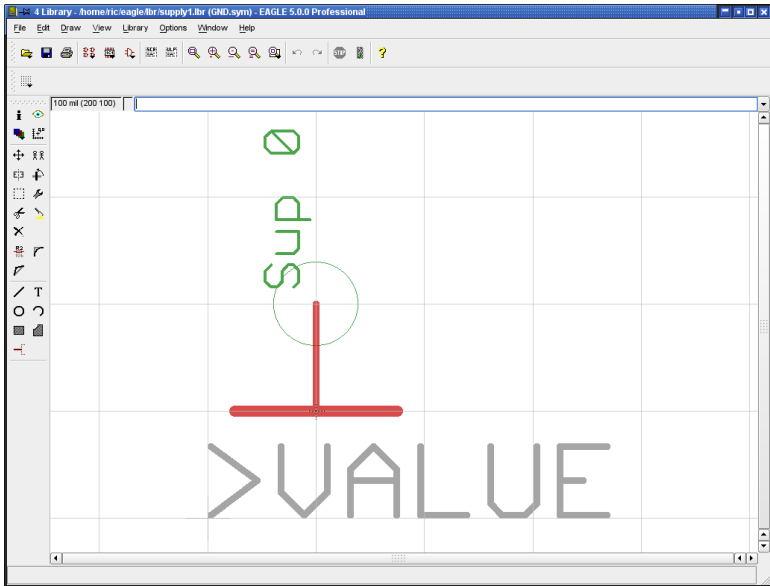 4 Library - /home/ric/eagle/lbr/supply1.lbr (GND.sym) - EAGLE 5.0.0 Professional
File Edit Draw View Library Options Window Help
100 mil (200 100)
Sup 0
>VALUE